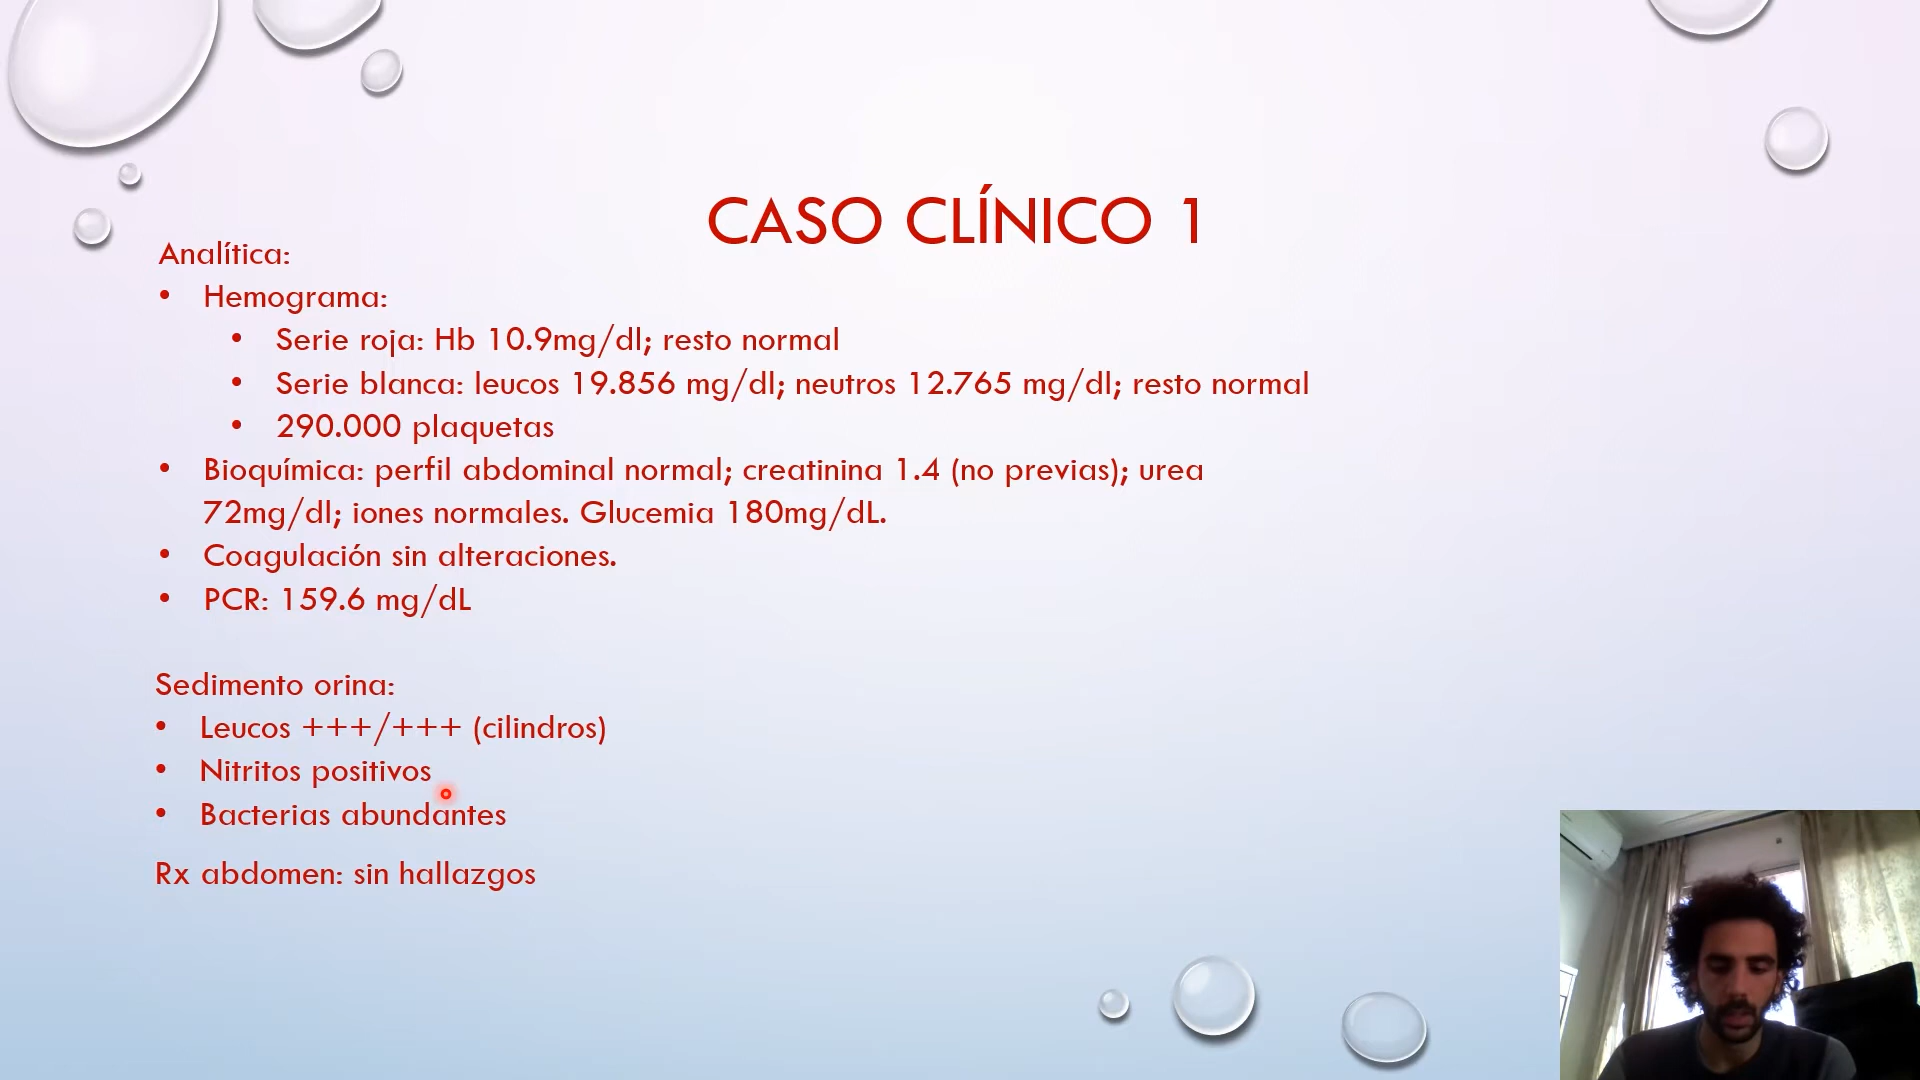 CASO CLÍNICO 1
Analítica:
• Hemograma:
• Serie roja: Hb 10.9mg/dl; resto normal
• Serie blanca: leucos 19.856 mg/dl; neutros 12.765 mg/dl; resto normal
• 290.000 plaquetas
• Bioquímica: perfil abdominal normal; creatinina 1.4 (no previas); urea
72mg/dl; iones normales. Glucemia 180mg/dL.
• Coagulación sin alteraciones.
• PCR: 159.6 mg/dL
Sedimento orina:
• Leucos +++/+++ (cilindros)
• Nitritos positivos
• Bacterias abundantes
Rx abdomen: sin hallazgos